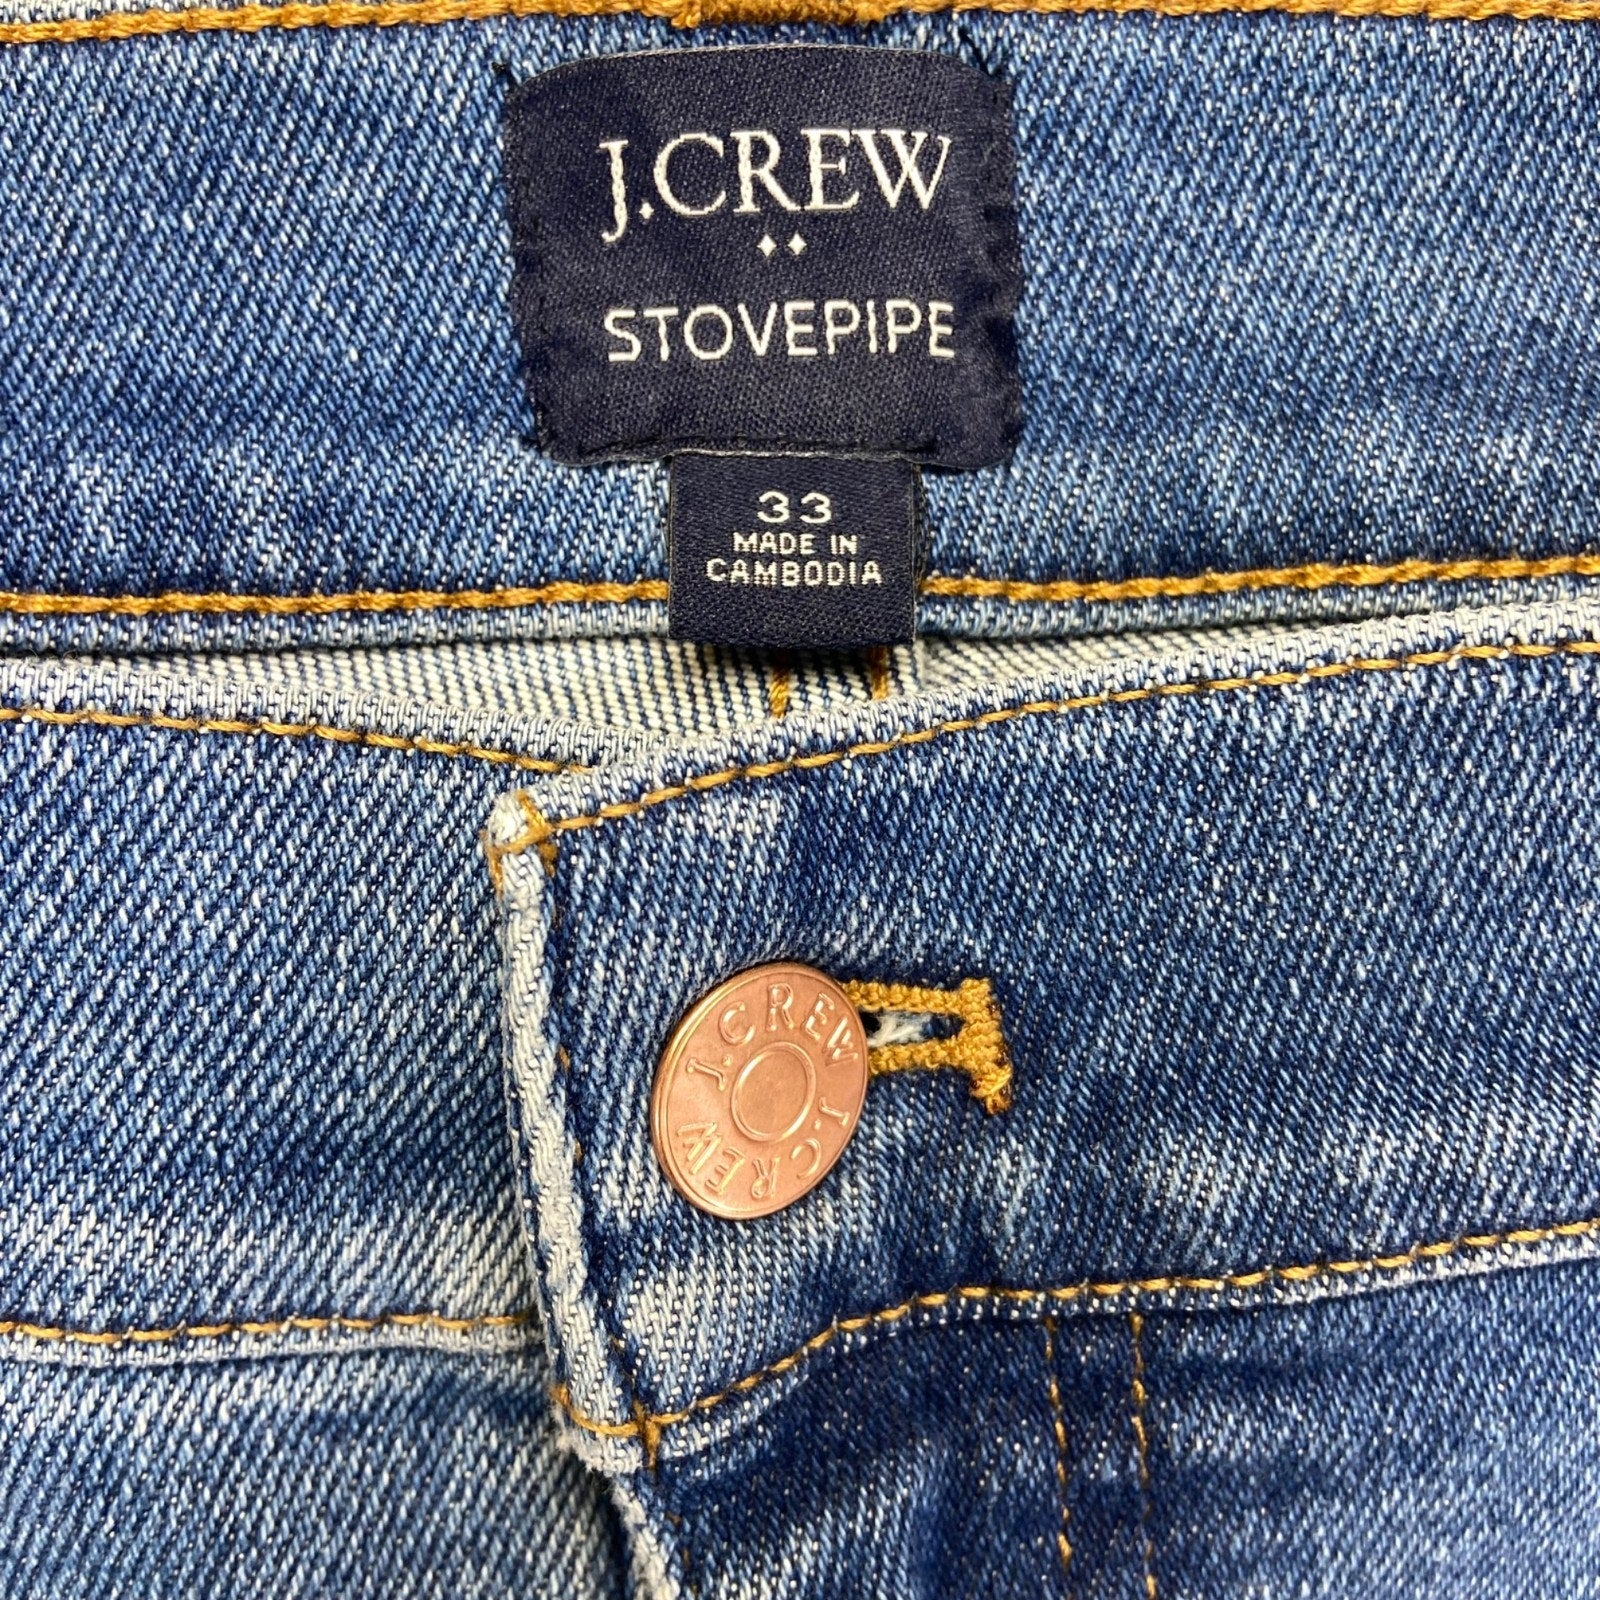 J.CREW
STOVEPIPE
33
MADE IN
CAMBODIA
J.CREW J.CREW